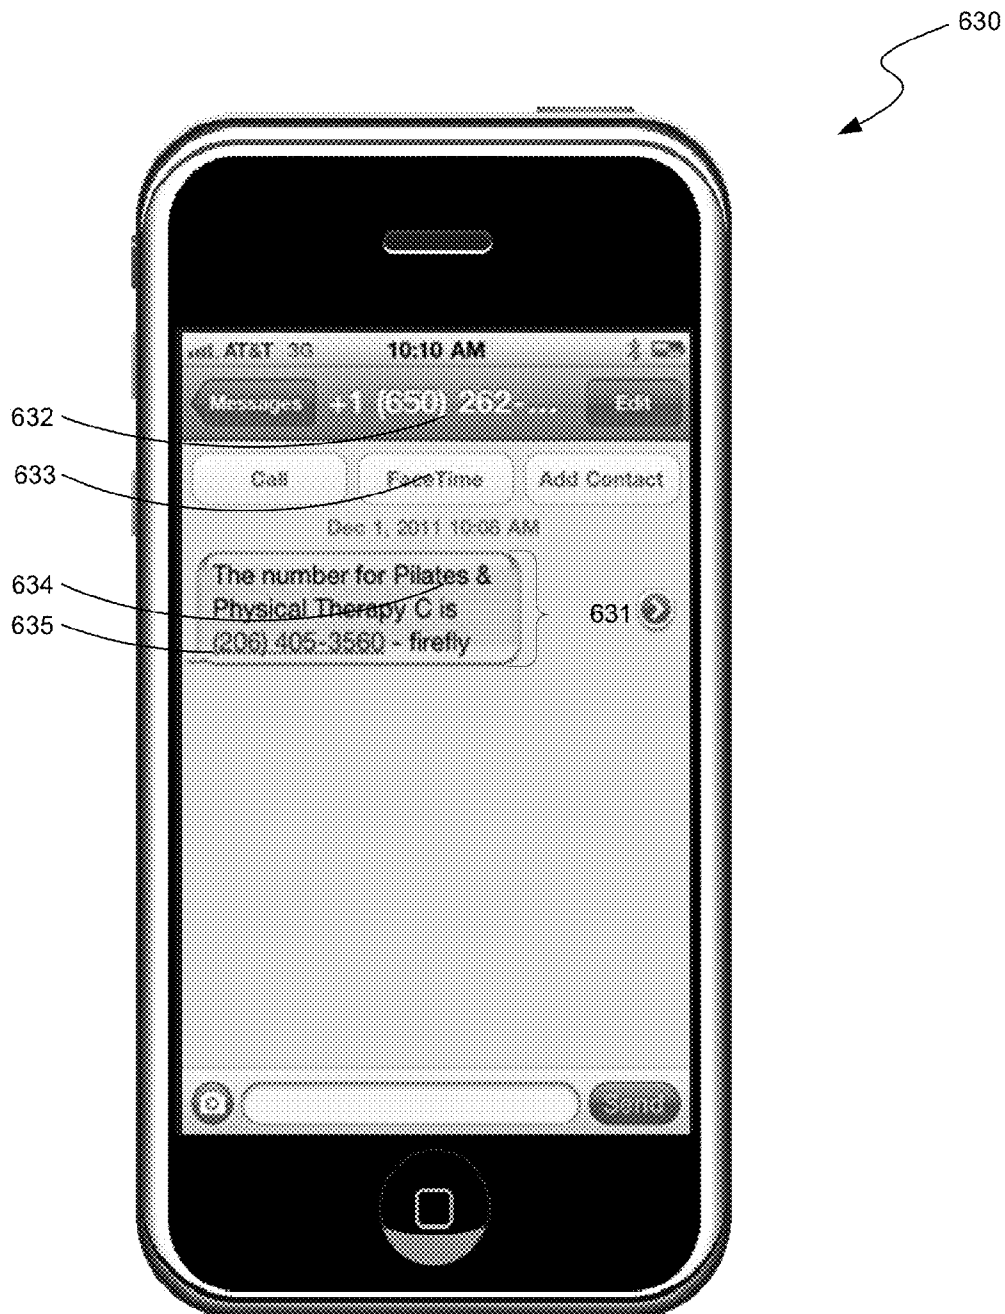 630
AT&T 3G 10:10 AM
Messages +1 (650) 262-... Edit
632
633
Call FaceTime Add Contact
Dec 1, 2011 10:06 AM
634
635
The number for Pilates &
Physical Therapy C is
(206) 405-3560 - firefly
631
Send